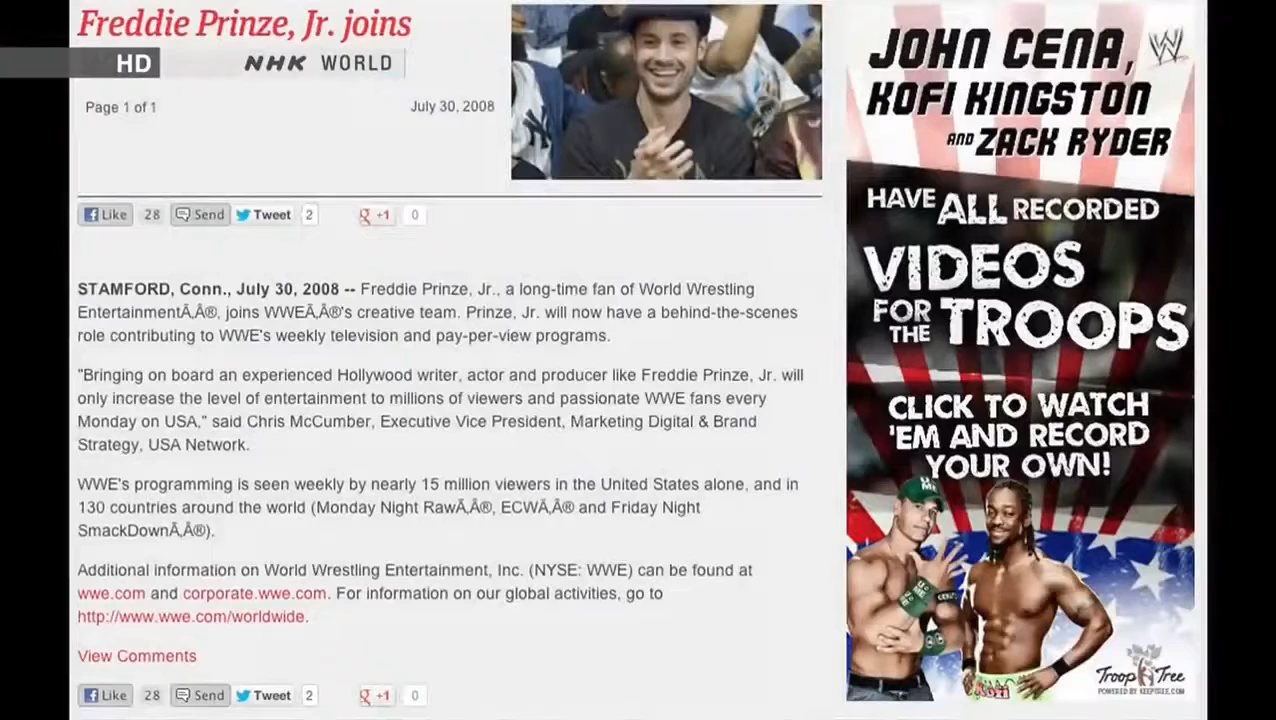 Freddie Prinze, Jr. joins
HD
NHK WORLD
Page 1 of 1
July 30, 2008
Like 28 Send Tweet 2 +1 0
STAMFORD, Conn., July 30, 2008 -- Freddie Prinze, Jr., a long-time fan of World Wrestling
EntertainmentÃ‚Â®, joins WWEÃ‚Â®'s creative team. Prinze, Jr. will now have a behind-the-scenes
role contributing to WWE's weekly television and pay-per-view programs.
"Bringing on board an experienced Hollywood writer, actor and producer like Freddie Prinze, Jr. will
only increase the level of entertainment to millions of viewers and passionate WWE fans every
Monday on USA," said Chris McCumber, Executive Vice President, Marketing Digital & Brand
Strategy, USA Network.
WWE's programming is seen weekly by nearly 15 million viewers in the United States alone, and in
130 countries around the world (Monday Night RawÃ‚Â®, ECWÃ‚Â® and Friday Night
SmackDownÃ‚Â®).
Additional information on World Wrestling Entertainment, Inc. (NYSE: WWE) can be found at
wwe.com and corporate.wwe.com. For information on our global activities, go to
http://www.wwe.com/worldwide.
View Comments
Like 28 Send Tweet 2 +1 0
JOHN CENA,
KOFI KINGSTON
AND ZACK RYDER
HAVE ALL RECORDED
VIDEOS
FOR THE TROOPS
CLICK TO WATCH
'EM AND RECORD
YOUR OWN!
Troop Tree
POWERED BY KEEPTREE.COM